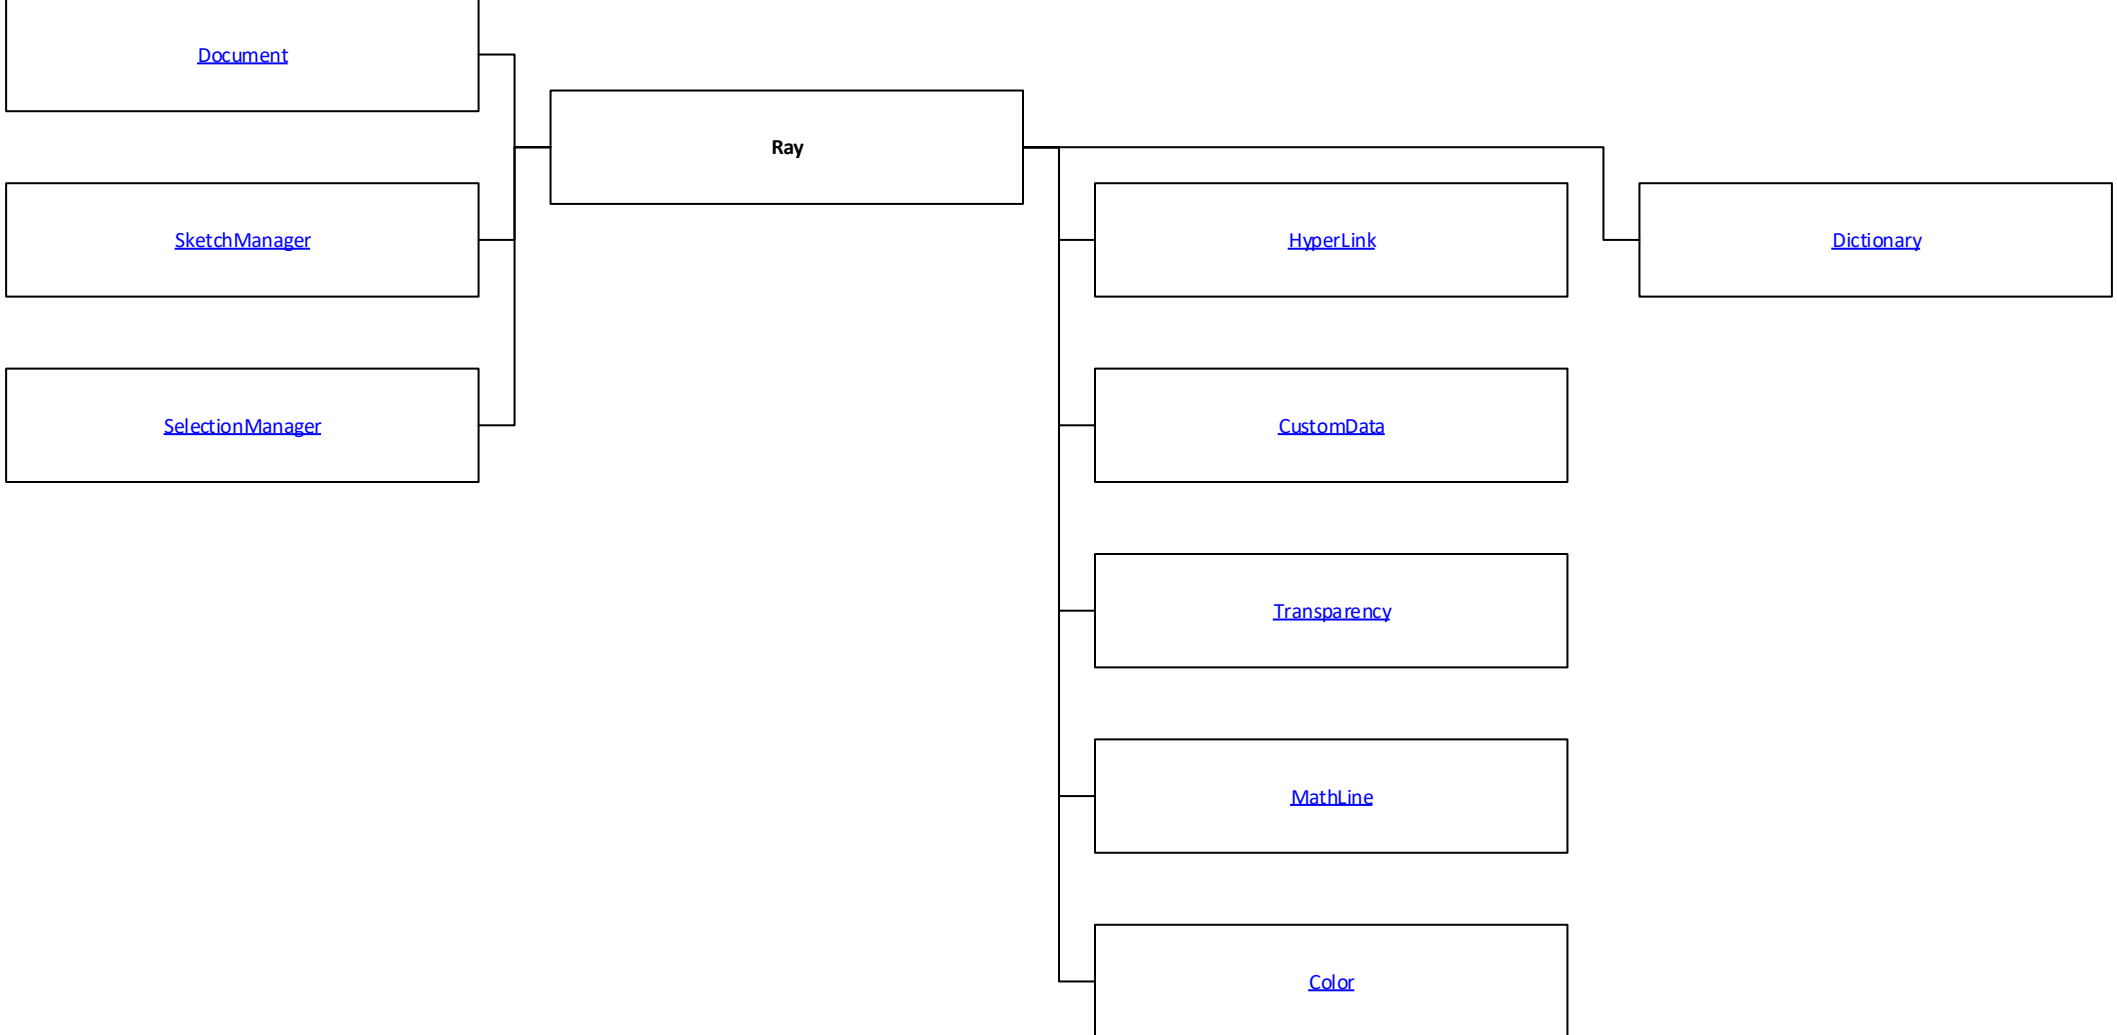 Document
Ray
SketchManager
HyperLink
Dictionary
SelectionManager
CustomData
Transparency
MathLine
Color